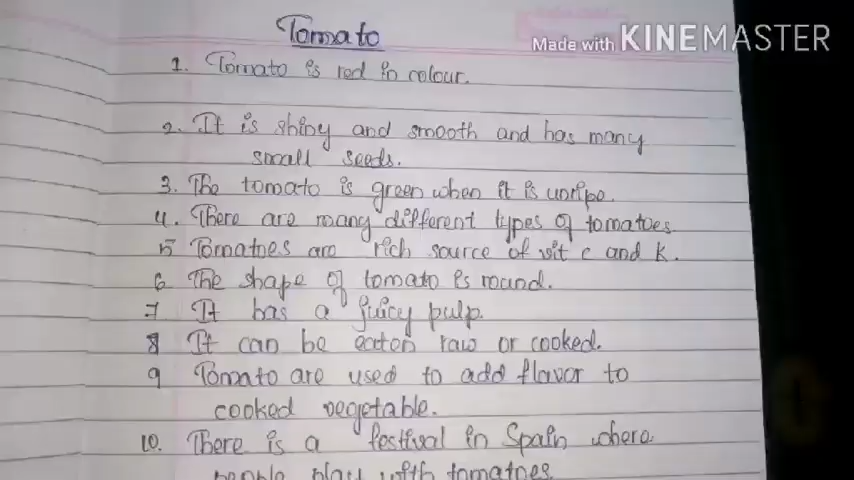 Tomato
Made with KINEMASTER
1. Tomato is red in colour.
2. It is shiny and smooth and has many
small seeds.
3. The tomato is green when it is unripe.
4. There are many different types of tomatoes.
5 Tomatoes are rich source of vit c and k.
6 The shape of tomato is round.
7 It has a juicy pulp.
8 It can be eaten raw or cooked.
9 Tomato are used to add flavor to
cooked vegetable.
10. There is a festival in Spain where
people play with tomatoes